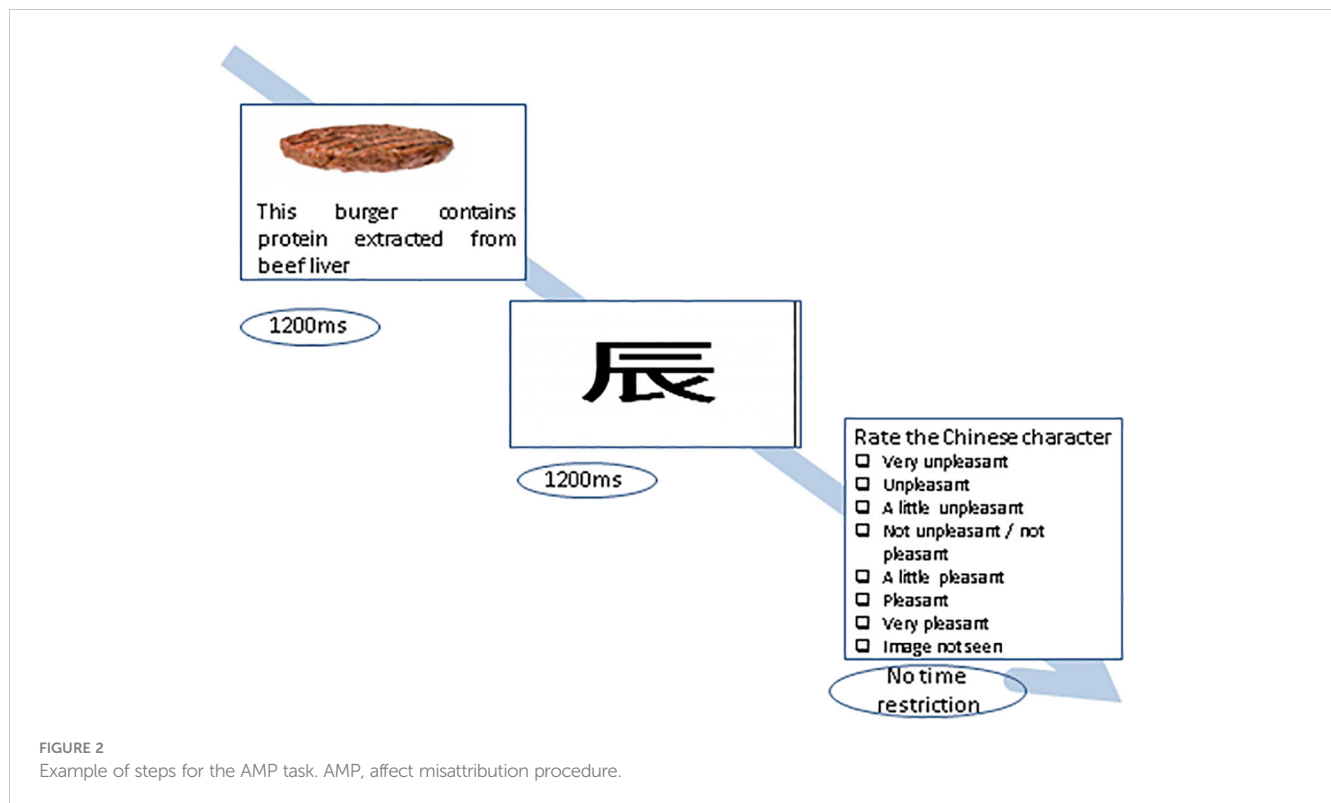 This burger contains
protein extracted from
beef liver
1200ms
辰
1200ms
Rate the Chinese character
❑ Very unpleasant
❑ Unpleasant
❑ A little unpleasant
❑ Not unpleasant / not
pleasant
❑ A little pleasant
❑ Pleasant
❑ Very pleasant
❑ Image not seen
No time
restriction
FIGURE 2
Example of steps for the AMP task. AMP, affect misattribution procedure.